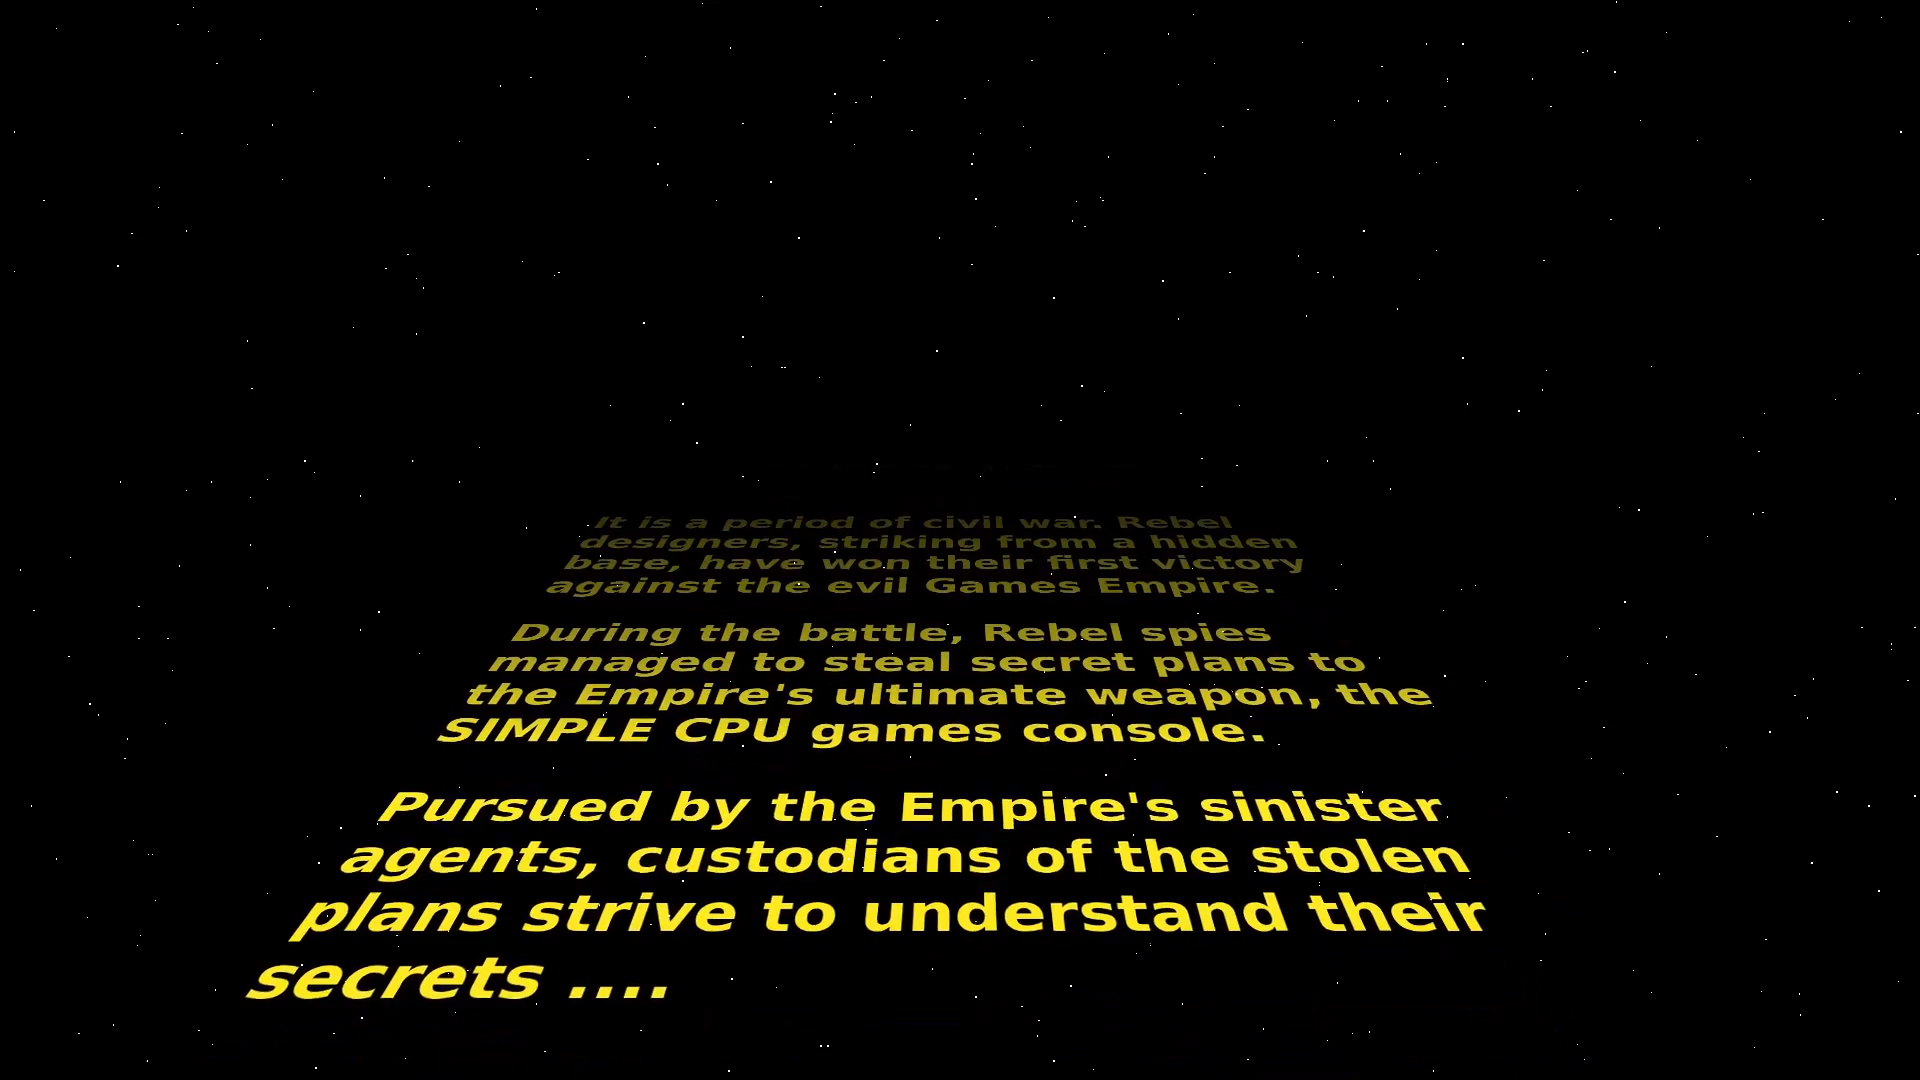 It is a period of civil war. Rebel
designers, striking from a hidden
base, have won their first victory
against the evil Games Empire.
During the battle, Rebel spies
managed to steal secret plans to
the Empire's ultimate weapon, the
SIMPLE CPU games console.
Pursued by the Empire's sinister
agents, custodians of the stolen
plans strive to understand their
secrets ....